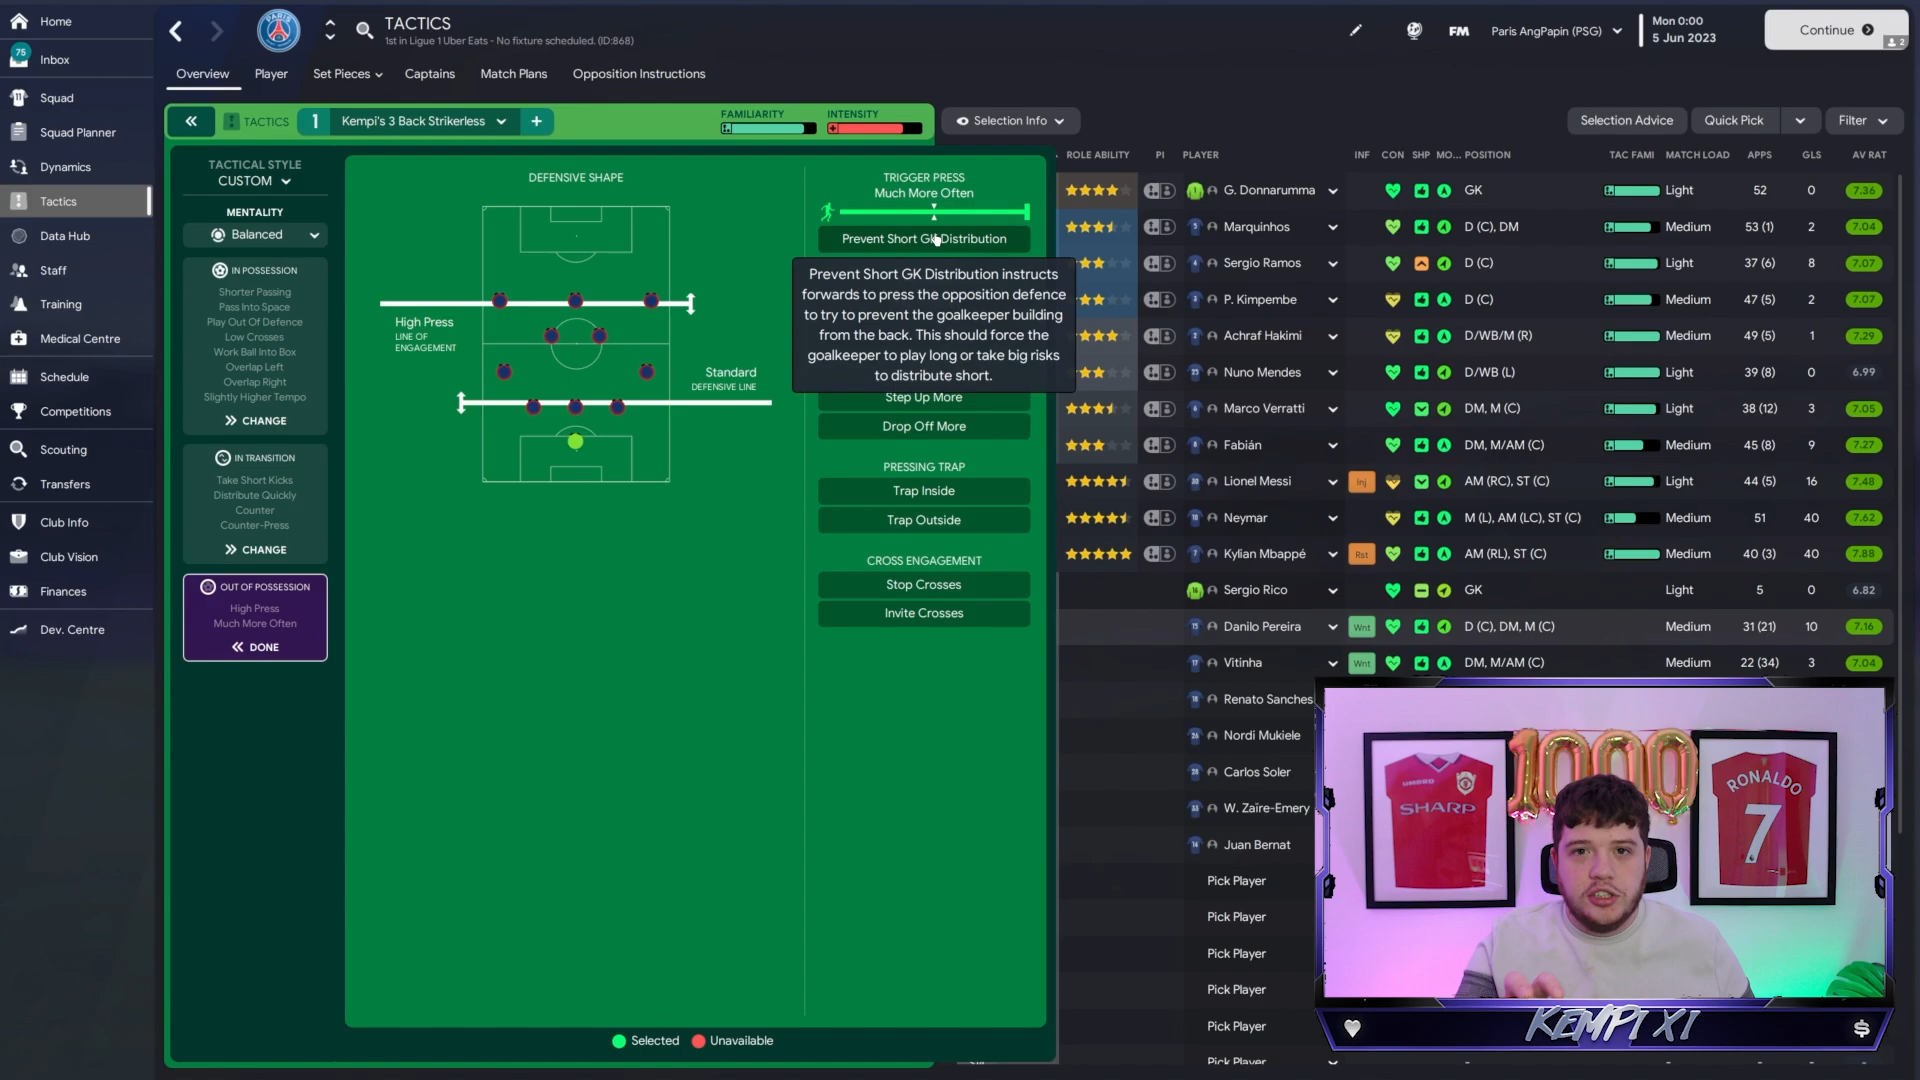 Home
75
Inbox
Squad
Squad Planner
Dynamics
Tactics
Data Hub
Staff
Training
Medical Centre
Schedule
Competitions
Scouting
Transfers
Club Info
Club Vision
Finances
Dev. Centre
PARIS
TACTICS
1st in Ligue 1 Uber Eats - No fixture scheduled. (ID:868)
FM
Paris AngPapin (PSG)
Mon 0:00
5 Jun 2023
Continue
2
Overview
Player
Set Pieces
Captains
Match Plans
Opposition Instructions
TACTICS
1
Kempi's 3 Back Strikerless
+
FAMILIARITY
INTENSITY
Selection Info
Selection Advice
Quick Pick
Filter
TACTICAL STYLE
CUSTOM
MENTALITY
Balanced
IN POSSESSION
Shorter Passing
Pass Into Space
Play Out Of Defence
Low Crosses
Work Ball Into Box
Overlap Left
Overlap Right
Slightly Higher Tempo
CHANGE
IN TRANSITION
Take Short Kicks
Distribute Quickly
Counter
Counter-Press
CHANGE
OUT OF POSSESSION
High Press
Much More Often
DONE
DEFENSIVE SHAPE
High Press
LINE OF
ENGAGEMENT
Standard
DEFENSIVE LINE
TRIGGER PRESS
Much More Often
Prevent Short GK Distribution
Prevent Short GK Distribution instructs
forwards to press the opposition defence
to try to prevent the goalkeeper building
from the back. This should force the
goalkeeper to play long or take big risks
to distribute short.
Step Up More
Drop Off More
PRESSING TRAP
Trap Inside
Trap Outside
CROSS ENGAGEMENT
Stop Crosses
Invite Crosses
Selected
Unavailable
ROLE ABILITY PI PLAYER INF CON SHP MO... POSITION TAC FAMI MATCH LOAD APPS GLS AV RAT
G. Donnarumma GK Light 52 0 7.36
Marquinhos D (C), DM Medium 53 (1) 2 7.04
Sergio Ramos D (C) Light 37 (6) 8 7.07
P. Kimpembe D (C) Medium 47 (5) 2 7.07
Achraf Hakimi D/WB/M (R) Medium 49 (5) 1 7.29
Nuno Mendes D/WB (L) Light 39 (8) 0 6.99
Marco Verratti DM, M (C) Light 38 (12) 3 7.05
Fabián DM, M/AM (C) Medium 45 (8) 9 7.27
Lionel Messi Inj AM (RC), ST (C) Light 44 (5) 16 7.48
Neymar M (L), AM (LC), ST (C) Medium 51 40 7.62
Kylian Mbappé Rst AM (RL), ST (C) Medium 40 (3) 40 7.88
Sergio Rico GK Light 5 0 6.82
Danilo Pereira Wnt D (C), DM, M (C) Medium 31 (21) 10 7.16
Vitinha Wnt DM, M/AM (C) Medium 22 (34) 3 7.04
Renato Sanches
Nordi Mukiele
Carlos Soler
W. Zaïre-Emery
Juan Bernat
Pick Player
Pick Player
Pick Player
Pick Player
Pick Player
Pick Player
1000
UMBRO
SHARP
RONALDO
7
KEMPI XI
$